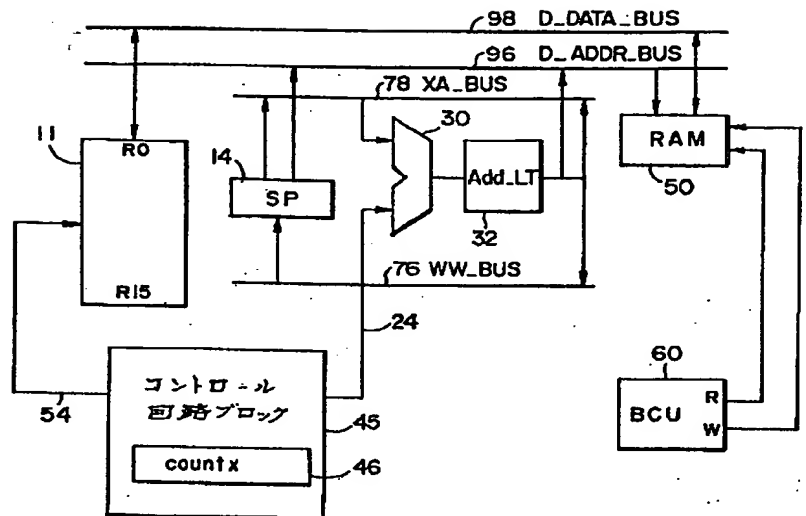 98 D_DATA_BUS
96 D_ADDR_BUS
78 XA_BUS
30
11
R0
14
SP
Add_LT
32
RAM
50
R15
76 WW_BUS
24
54
コントロール
回路ブロック
45
countx
46
60
BCU
R
W